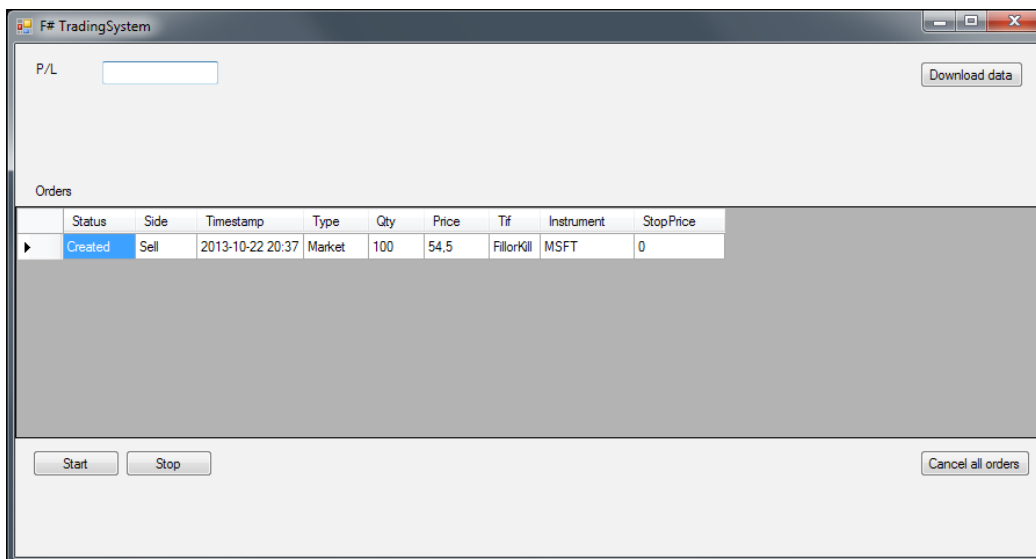 F# TradingSystem
P/L
Download data
Orders
Status Side Timestamp Type Qty Price Tif Instrument StopPrice
Created Sell 2013-10-22 20:37 Market 100 54,5 FillorKill MSFT 0
Start Stop Cancel all orders